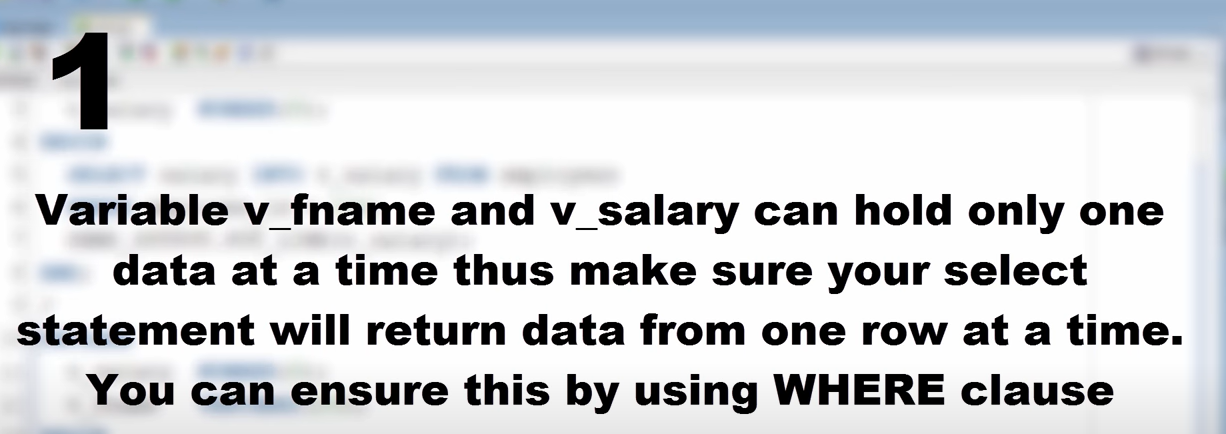 1
Variable v_fname and v_salary can hold only one
data at a time thus make sure your select
statement will return data from one row at a time.
You can ensure this by using WHERE clause